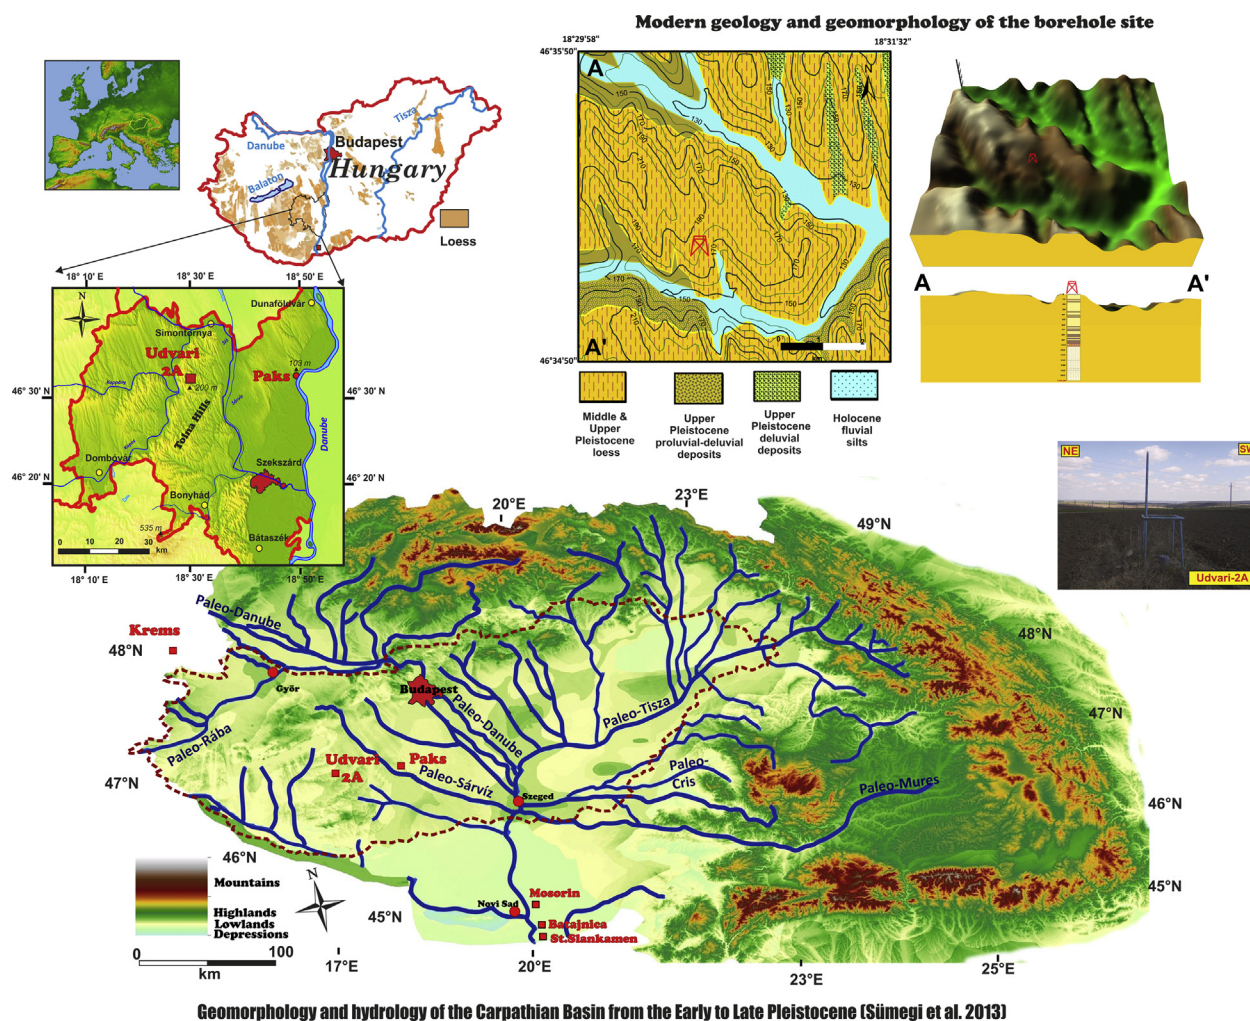 Modern geology and geomorphology of the borehole site
18°29'58"
18°31'32"
46°35'50"
A
N
150
130
170
210
190
A'
46°34'50"
km
Middle &
Upper
Pleistocene
loess
Upper
Pleistocene
proluvial-deluvial
deposits
Upper
Pleistocene
deluvial
deposits
Holocene
fluvial
silts
A
A'
Danube
Tisza
Budapest
Hungary
Balaton
Loess
18° 10' E
18° 30' E
18° 50' E
N
Dunaföldvár
Simontornya
Udvari
2A
200 m
103 m
Paks
46° 30' N
46° 30' N
Tolna Hills
Danube
Dombóvár
Szekszárd
46° 20' N
46° 20' N
Bonyhád
535 m
Bátaszék
0 10 20 30
km
18° 10' E
18° 30' E
18° 50' E
NE
SW
Udvari-2A
20°E
23°E
49°N
48°N
47°N
46°N
45°N
Paleo-Danube
Krems
48°N
Győr
Budapest
Paleo-Danube
Paleo-Tisza
Paleo-Rába
47°N
Udvari
2A
Paks
Paleo-Sárvíz
Szeged
Paleo-
Cris
Paleo-Mures
46°N
Mountains
Highlands
Lowlands
Depressions
N
45°N
Novi Sad
Mosorin
Batajnica
St.Slankamen
0
100
km
17°E
20°E
23°E
25°E
Geomorphology and hydrology of the Carpathian Basin from the Early to Late Pleistocene (Sümegi et al. 2013)